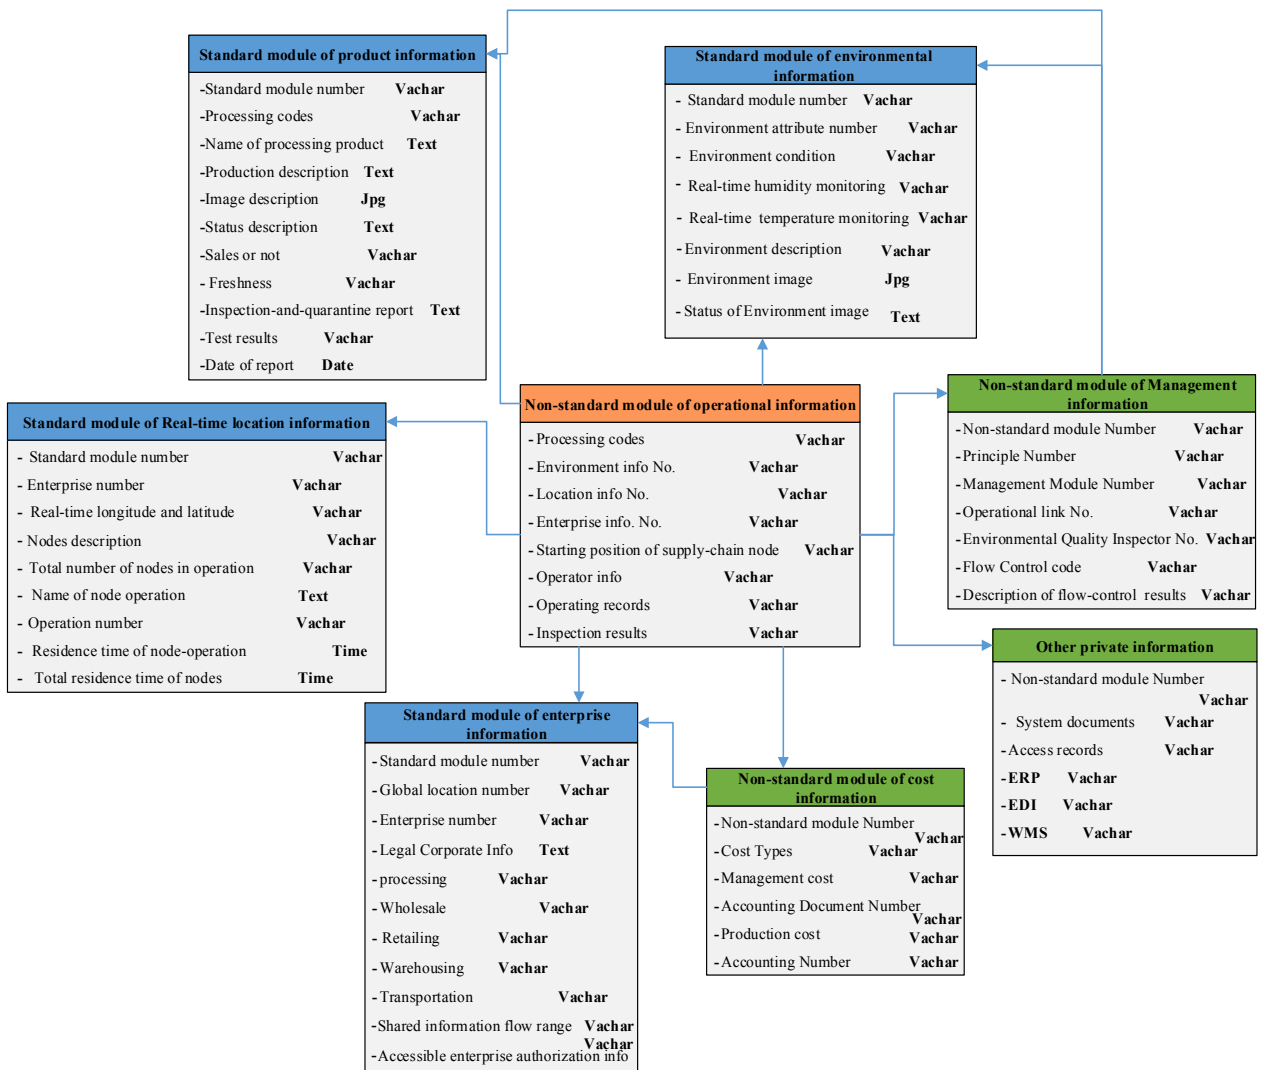 Standard module of product information
-Standard module number Vachar
-Processing codes Vachar
-Name of processing product Text
-Production description Text
-Image description Jpg
-Status description Text
-Sales or not Vachar
- Freshness Vachar
-Inspection-and-quarantine report Text
-Test results Vachar
-Date of report Date
Standard module of environmental
information
- Standard module number Vachar
- Environment attribute number Vachar
- Environment condition Vachar
- Real-time humidity monitoring Vachar
- Real-time temperature monitoring Vachar
- Environment description Vachar
- Environment image Jpg
- Status of Environment image Text
Standard module of Real-time location information
- Standard module number Vachar
- Enterprise number Vachar
- Real-time longitude and latitude Vachar
- Nodes description Vachar
- Total number of nodes in operation Vachar
- Name of node operation Text
- Operation number Vachar
- Residence time of node-operation Time
- Total residence time of nodes Time
Non-standard module of operational information
- Processing codes Vachar
- Environment info No. Vachar
- Location info No. Vachar
- Enterprise info. No. Vachar
- Starting position of supply-chain node Vachar
- Operator info Vachar
- Operating records Vachar
- Inspection results Vachar
Non-standard module of Management
information
-Non-standard module Number Vachar
-Principle Number Vachar
-Management Module Number Vachar
-Operational link No. Vachar
-Environmental Quality Inspector No. Vachar
-Flow Control code Vachar
-Description of flow-control results Vachar
Other private information
- Non-standard module Number
Vachar
- System documents Vachar
-Access records Vachar
-ERP Vachar
-EDI Vachar
-WMS Vachar
Standard module of enterprise
information
-Standard module number Vachar
-Global location number Vachar
-Enterprise number Vachar
-Legal Corporate Info Text
-processing Vachar
-Wholesale Vachar
- Retailing Vachar
-Warehousing Vachar
-Transportation Vachar
-Shared information flow range Vachar
Vachar
-Accessible enterprise authorization info
Non-standard module of cost
information
-Non-standard module Number
Vachar
-Cost Types Vachar
-Management cost Vachar
-Accounting Document Number
Vachar
-Production cost Vachar
-Accounting Number Vachar